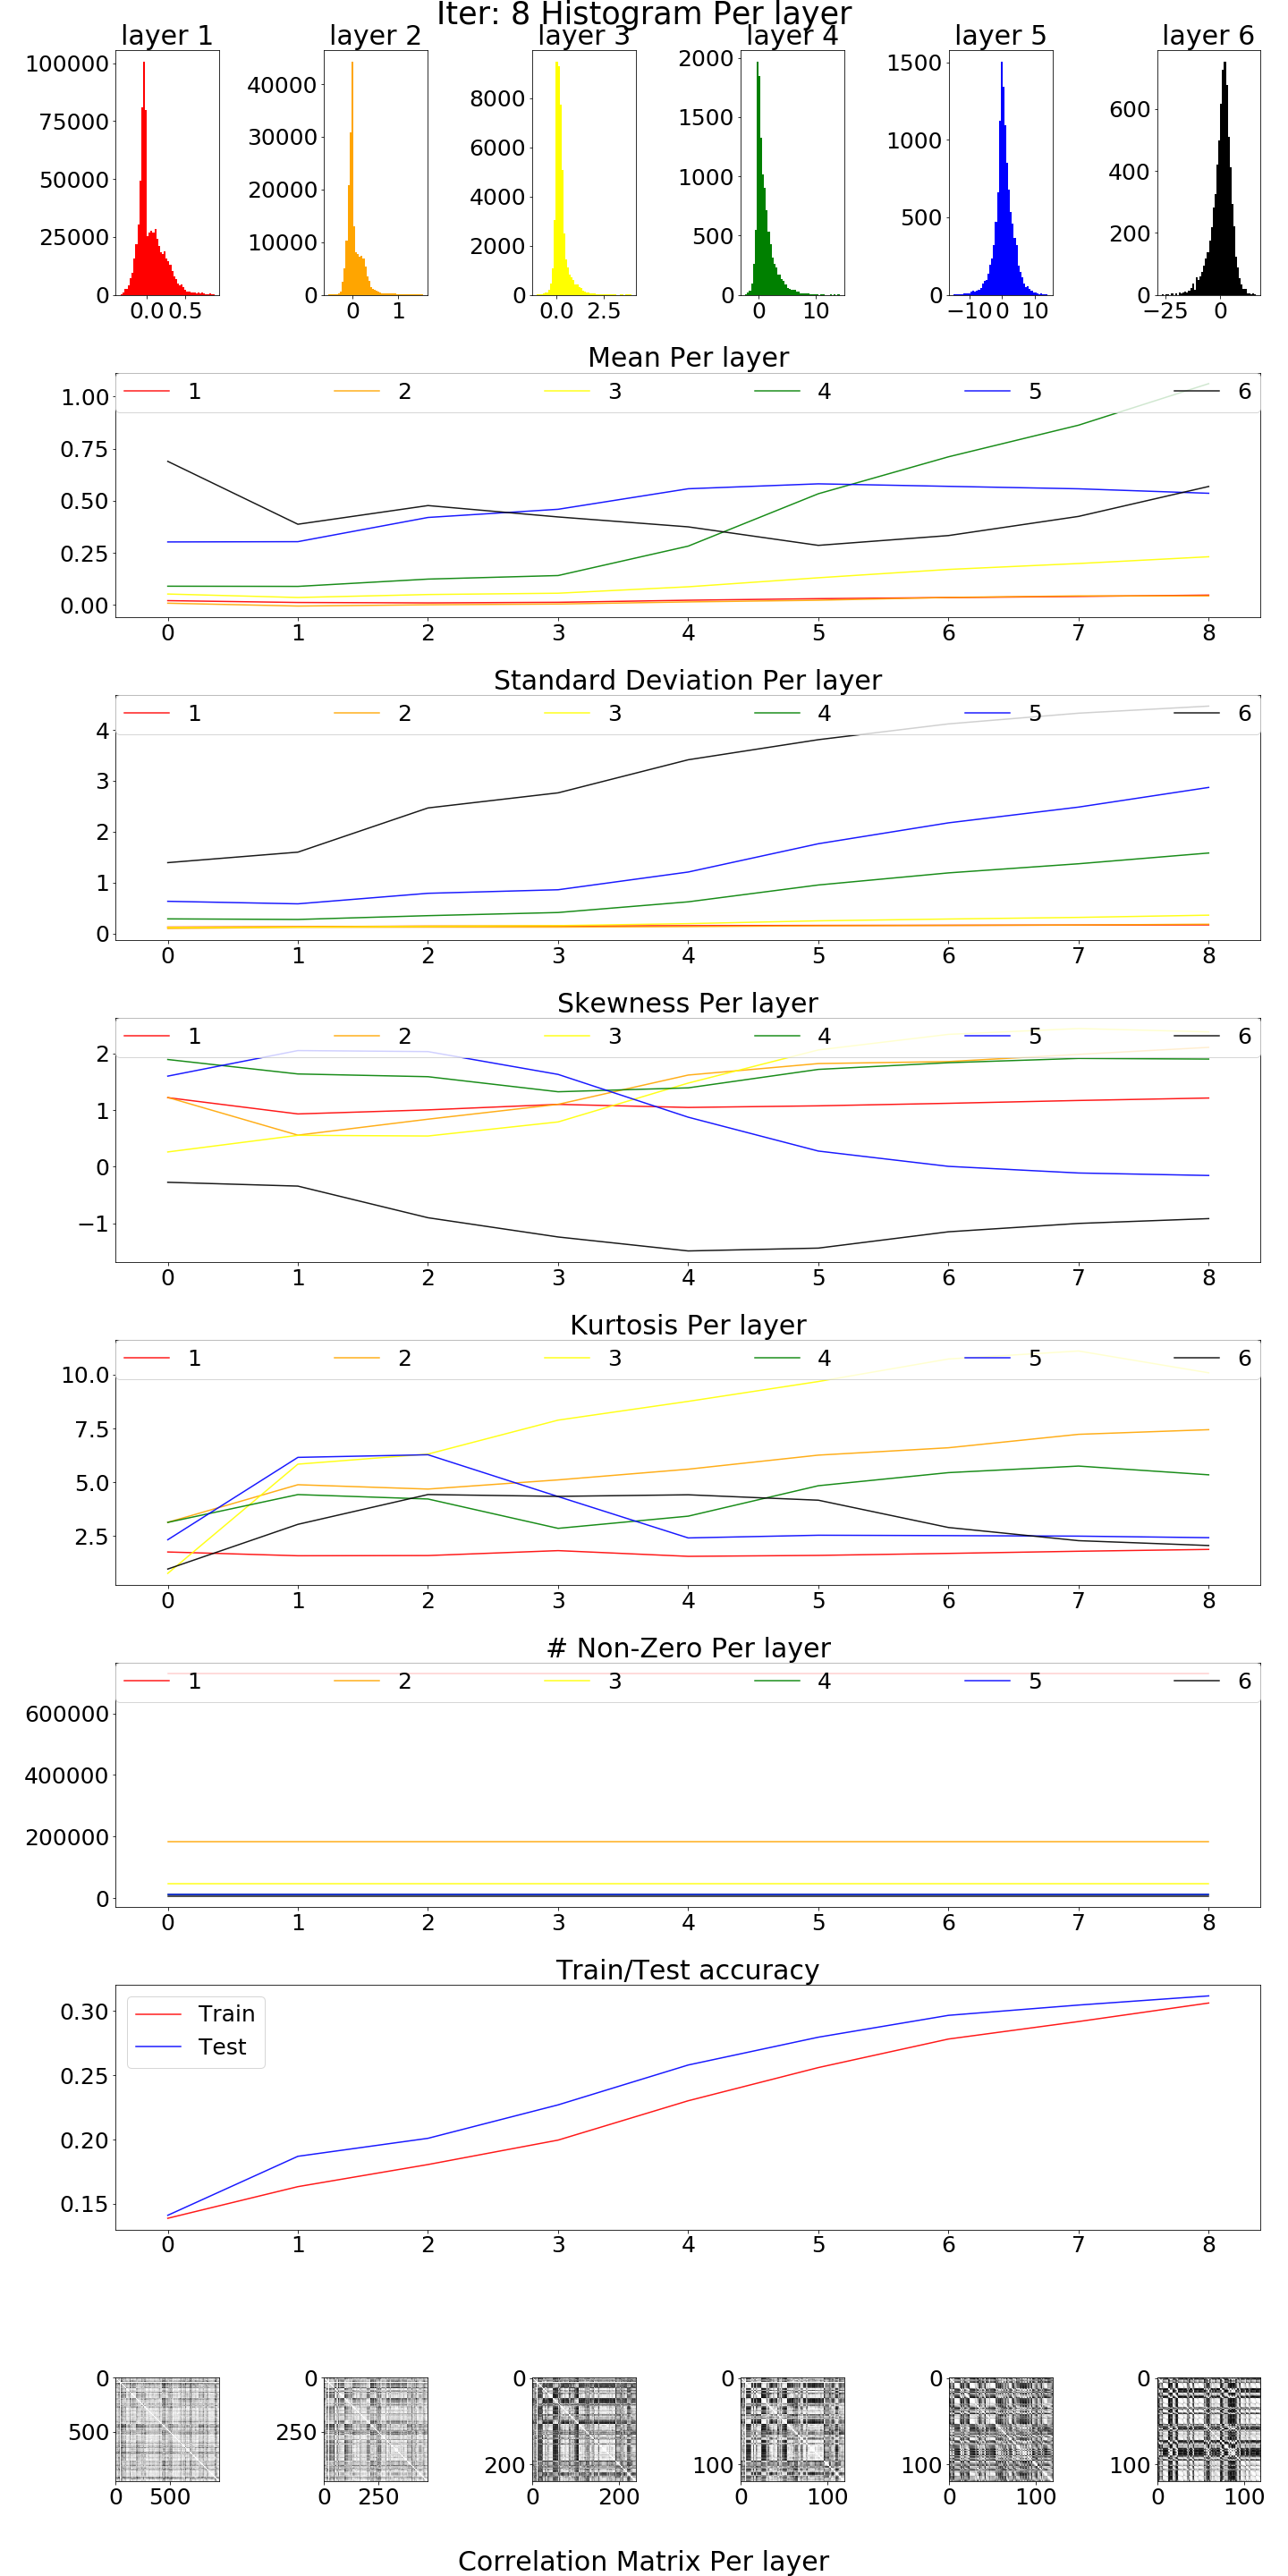 Iter: 8 Histogram Per layer
layer 1 layer 2 layer 3 layer 4 layer 5 layer 6
100000 75000 50000 25000 0
0.0 0.5
40000 30000 20000 10000 0
0 1
8000 6000 4000 2000 0
0.0 2.5
2000 1500 1000 500 0
0 10
1500 1000 500 0
−10 0 10
600 400 200 0
−25 0
Mean Per layer
1 2 3 4 5 6
1.00
0.75
0.50
0.25
0.00
0 1 2 3 4 5 6 7 8
Standard Deviation Per layer
1 2 3 4 5 6
4
3
2
1
0
0 1 2 3 4 5 6 7 8
Skewness Per layer
1 2 3 4 5 6
2
1
0
−1
0 1 2 3 4 5 6 7 8
Kurtosis Per layer
1 2 3 4 5 6
10.0
7.5
5.0
2.5
0 1 2 3 4 5 6 7 8
# Non-Zero Per layer
1 2 3 4 5 6
600000
400000
200000
0
0 1 2 3 4 5 6 7 8
Train/Test accuracy
Train
Test
0.30
0.25
0.20
0.15
0 1 2 3 4 5 6 7 8
0 500
0 500
0 250
0 250
0 200
0 200
0 100
0 100
0 100
0 100
0 100
0 100
Correlation Matrix Per layer